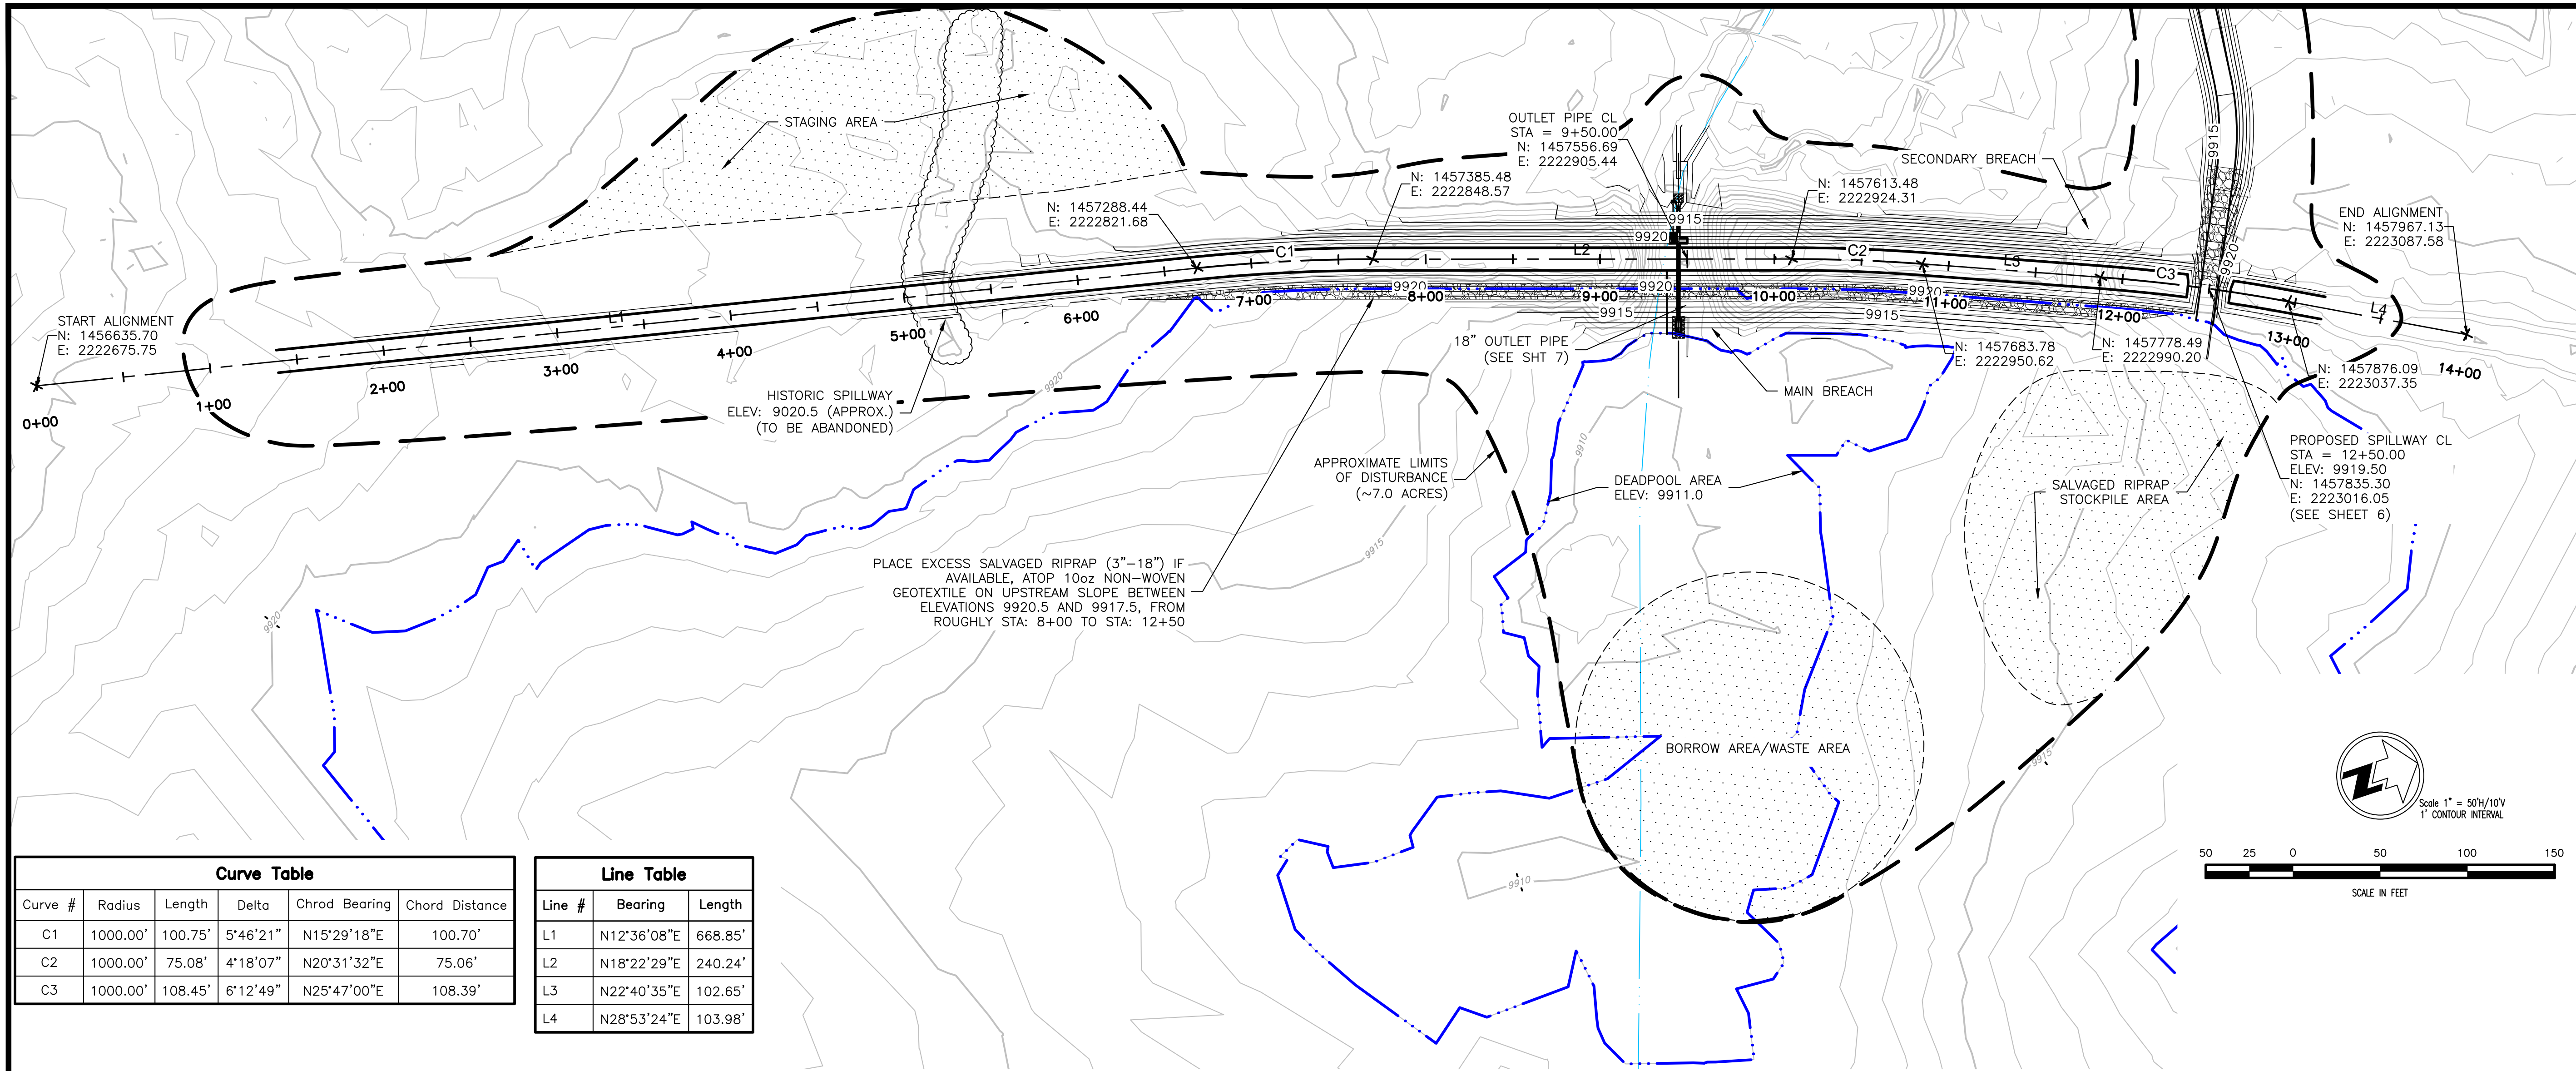 STAGING AREA
OUTLET PIPE CL
STA = 9+50.00
N: 1457556.69
E: 2222905.44
SECONDARY BREACH
9915
N: 1457385.48
E: 2222848.57
N: 1457613.48
E: 2222924.31
N: 1457288.44
E: 2222821.68
END ALIGNMENT
N: 1457967.13
E: 2223087.58
9915
9920
9920
C1
L2
C2
L3
C3
L4
START ALIGNMENT
N: 1456635.70
E: 2222675.75
L1
9920
9920
9920
9915
9915
0+00
1+00
2+00
3+00
4+00
5+00
6+00
7+00
8+00
9+00
10+00
11+00
12+00
13+00
14+00
18" OUTLET PIPE
(SEE SHT 7)
N: 1457683.78
E: 2222950.62
N: 1457778.49
E: 2222990.20
N: 1457876.09
E: 2223037.35
HISTORIC SPILLWAY
ELEV: 9020.5 (APPROX.)
(TO BE ABANDONED)
9920
MAIN BREACH
9910
APPROXIMATE LIMITS
OF DISTURBANCE
(~7.0 ACRES)
DEADPOOL AREA
ELEV: 9911.0
SALVAGED RIPRAP
STOCKPILE AREA
PROPOSED SPILLWAY CL
STA = 12+50.00
ELEV: 9919.50
N: 1457835.30
E: 2223016.05
(SEE SHEET 6)
9915
PLACE EXCESS SALVAGED RIPRAP (3"-18") IF
AVAILABLE, ATOP 10oz NON-WOVEN
GEOTEXTILE ON UPSTREAM SLOPE BETWEEN
ELEVATIONS 9920.5 AND 9917.5, FROM
ROUGHLY STA: 8+00 TO STA: 12+50
9920
BORROW AREA/WASTE AREA
9915
9910
Z
Scale 1" = 50'H/10'V
1' CONTOUR INTERVAL
50 25 0 50 100 150
SCALE IN FEET
Curve Table
Curve # Radius Length Delta Chrod Bearing Chord Distance
C1 1000.00' 100.75' 5°46'21" N15°29'18"E 100.70'
C2 1000.00' 75.08' 4°18'07" N20°31'32"E 75.06'
C3 1000.00' 108.45' 6°12'49" N25°47'00"E 108.39'
Line Table
Line # Bearing Length
L1 N12°36'08"E 668.85'
L2 N18°22'29"E 240.24'
L3 N22°40'35"E 102.65'
L4 N28°53'24"E 103.98'